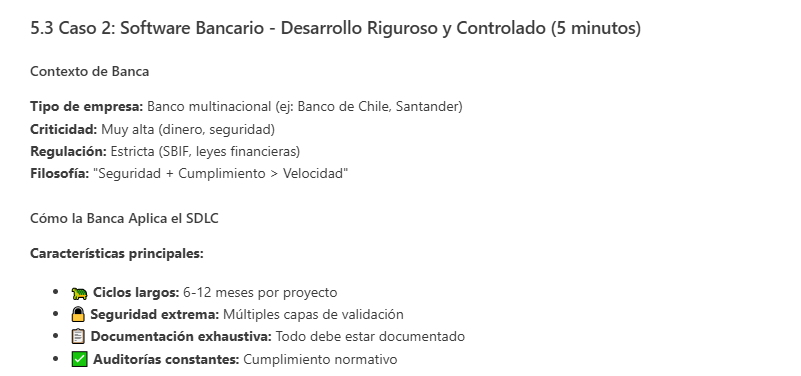 5.3 Caso 2: Software Bancario - Desarrollo Riguroso y Controlado (5 minutos)
Contexto de Banca
Tipo de empresa: Banco multinacional (ej: Banco de Chile, Santander)
Criticidad: Muy alta (dinero, seguridad)
Regulación: Estricta (SBIF, leyes financieras)
Filosofía: "Seguridad + Cumplimiento > Velocidad"
Cómo la Banca Aplica el SDLC
Características principales:
• 🐢 Ciclos largos: 6-12 meses por proyecto
• 🔒 Seguridad extrema: Múltiples capas de validación
• 📋 Documentación exhaustiva: Todo debe estar documentado
• ✅ Auditorías constantes: Cumplimiento normativo